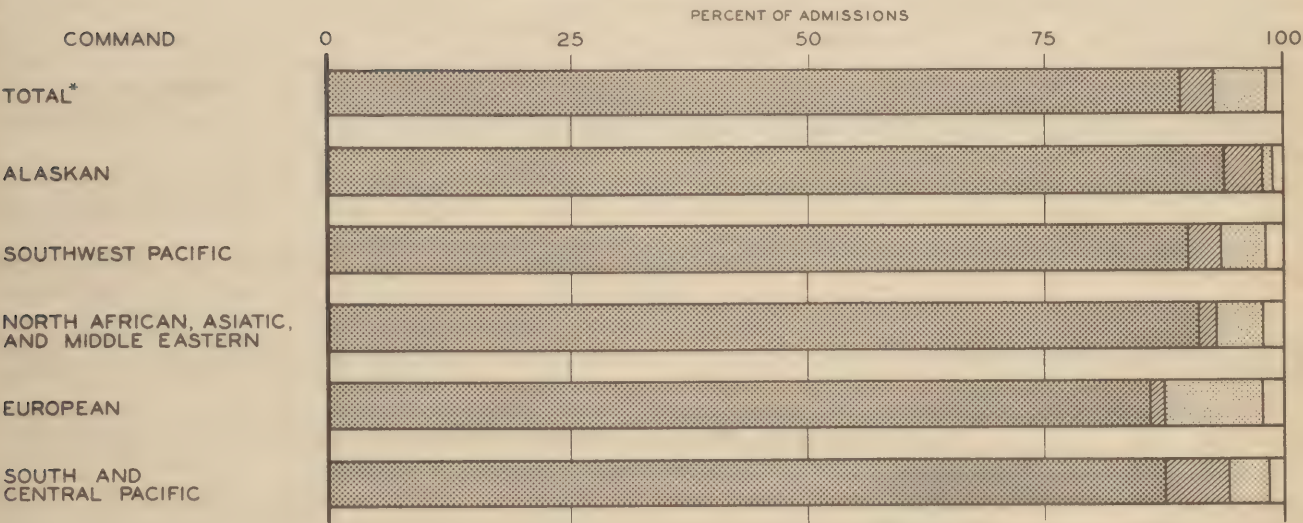 PERCENT OF ADMISSIONS
COMMAND 0 25 50 75 100
TOTAL*
ALASKAN
SOUTHWEST PACIFIC
NORTH AFRICAN, ASIATIC,
AND MIDDLE EASTERN
EUROPEAN
SOUTH AND
CENTRAL PACIFIC